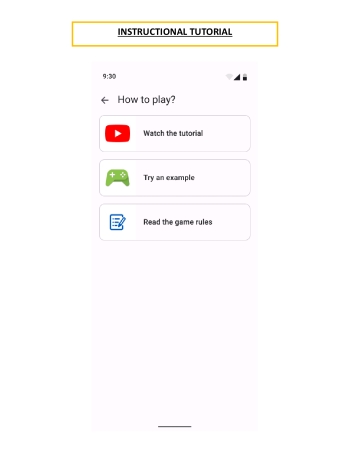 INSTRUCTIONAL TUTORIAL
9:30
How to play?
Watch the tutorial
Try an example
Read the game rules